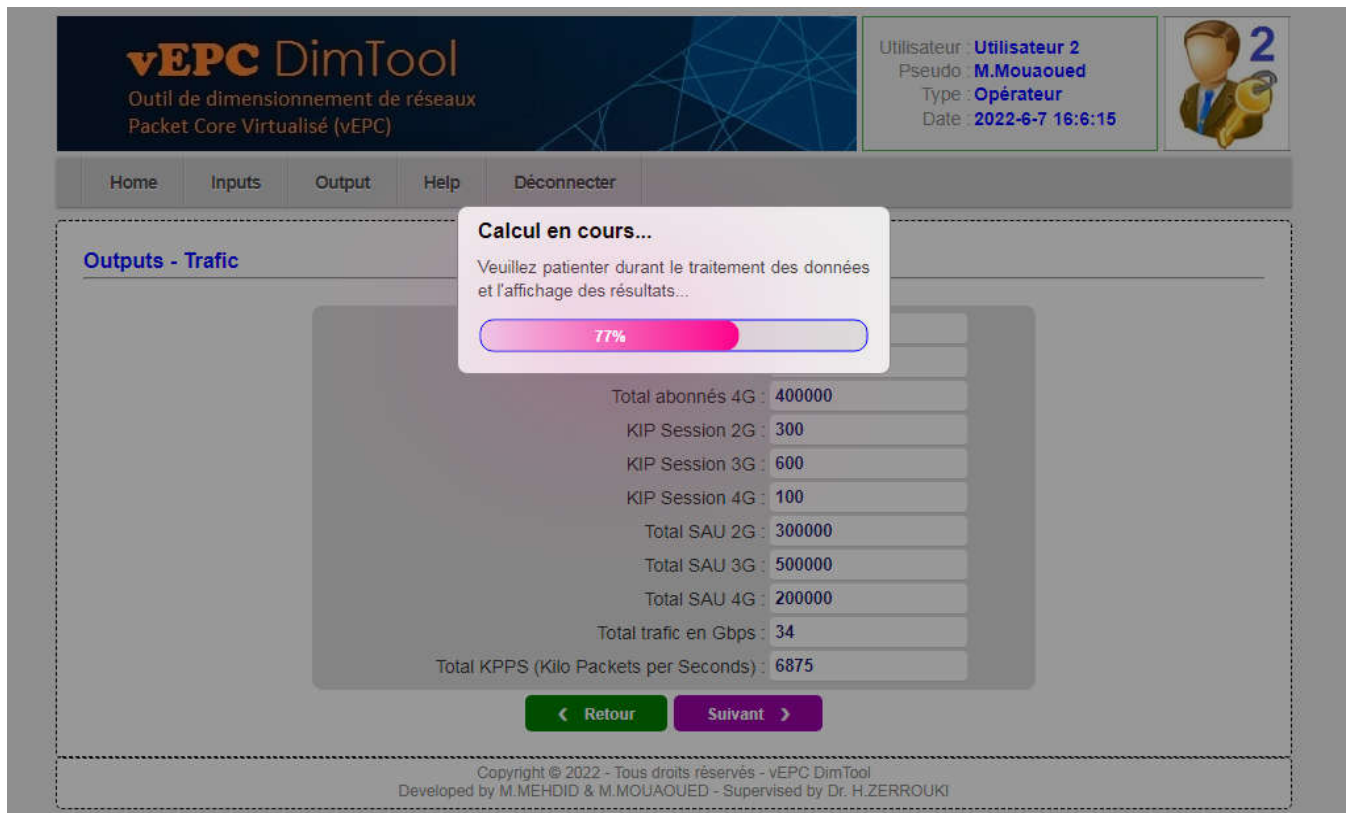 vEPC DimTool
Outil de dimensionnement de réseaux
Packet Core Virtualisé (vEPC)
Utilisateur : Utilisateur 2
Pseudo : M.Mouaoued
Type : Opérateur
Date : 2022-6-7 16:6:15
2
Home Inputs Output Help Déconnecter
Calcul en cours...
Veuillez patienter durant le traitement des données
et l'affichage des résultats...
77%
Outputs - Trafic
Total abonnés 4G : 400000
KIP Session 2G : 300
KIP Session 3G : 600
KIP Session 4G : 100
Total SAU 2G : 300000
Total SAU 3G : 500000
Total SAU 4G : 200000
Total trafic en Gbps : 34
Total KPPS (Kilo Packets per Seconds) : 6875
❮ Retour Suivant ❯
Copyright © 2022 - Tous droits réservés - vEPC DimTool
Developed by M.MEHDID & M.MOUAOUED - Supervised by Dr. H.ZERROUKI